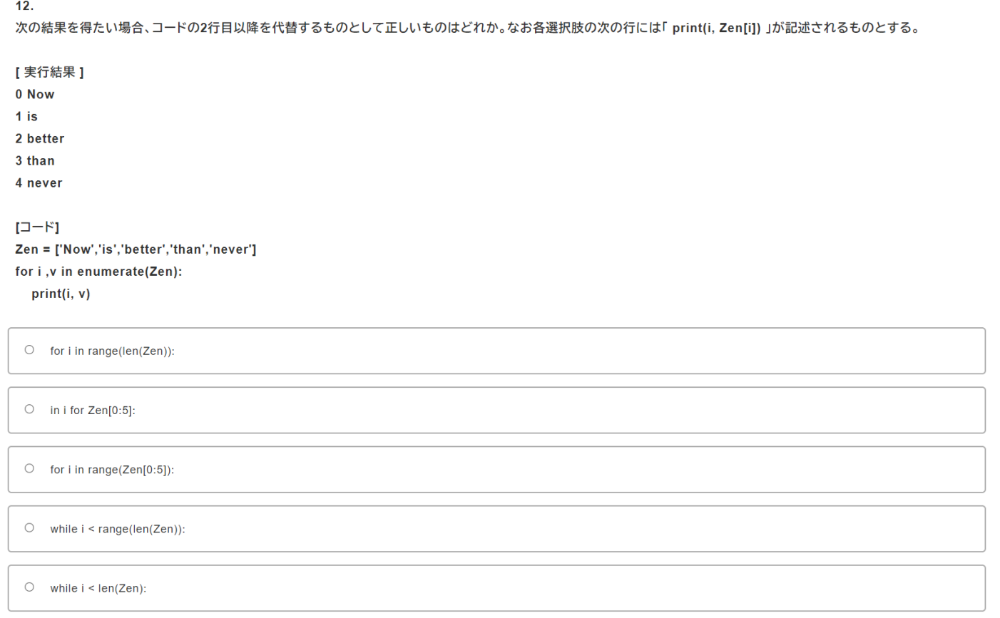 12.
次の結果を得たい場合、コードの2行目以降を代替するものとして正しいものはどれか。なお各選択肢の次の行には「 print(i, Zen[i]) 」が記述されるものとする。
[ 実行結果 ]
0 Now
1 is
2 better
3 than
4 never
[コード]
Zen = ['Now','is','better','than','never']
for i ,v in enumerate(Zen):
    print(i, v)
for i in range(len(Zen)):
in i for Zen[0:5]:
for i in range(Zen[0:5]):
while i < range(len(Zen)):
while i < len(Zen):